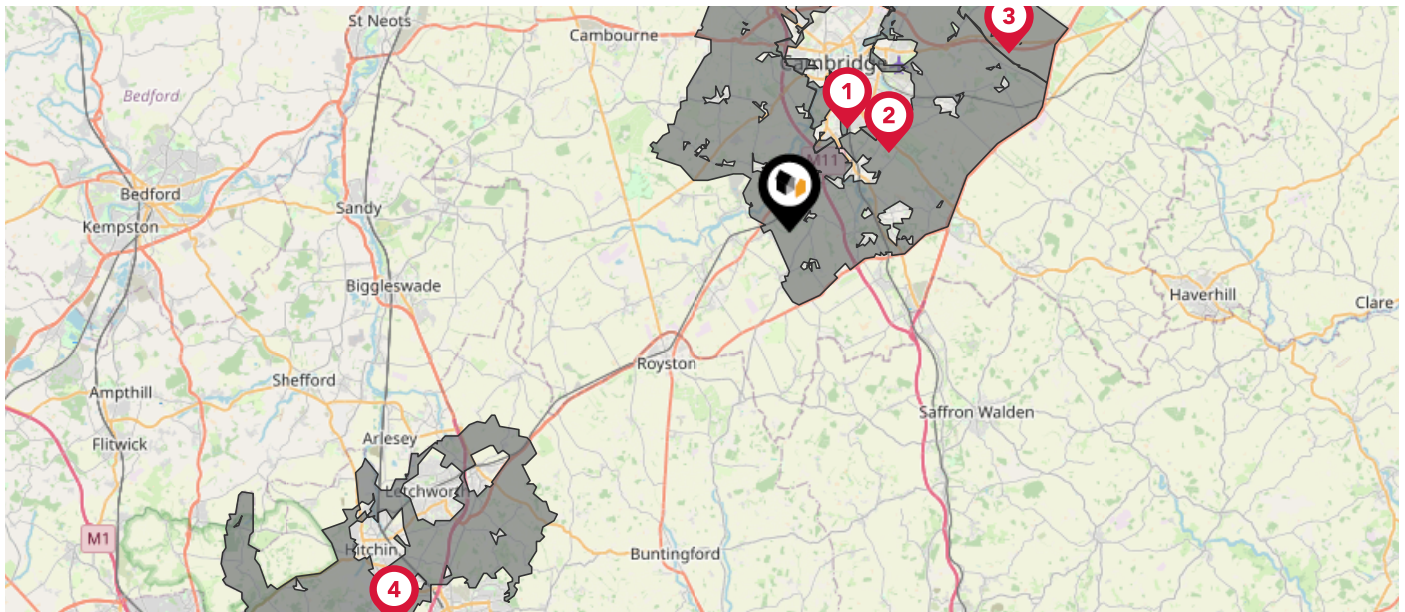 St Neots
3
Cambourne
Cambridge
Bedford
1
2
M11
Bedford
Sandy
Kempston
Biggleswade
Haverhill
Clare
Royston
Shefford
Ampthill
Saffron Walden
Arlesey
Flitwick
Letchworth
M1
Hitchin
Buntingford
4